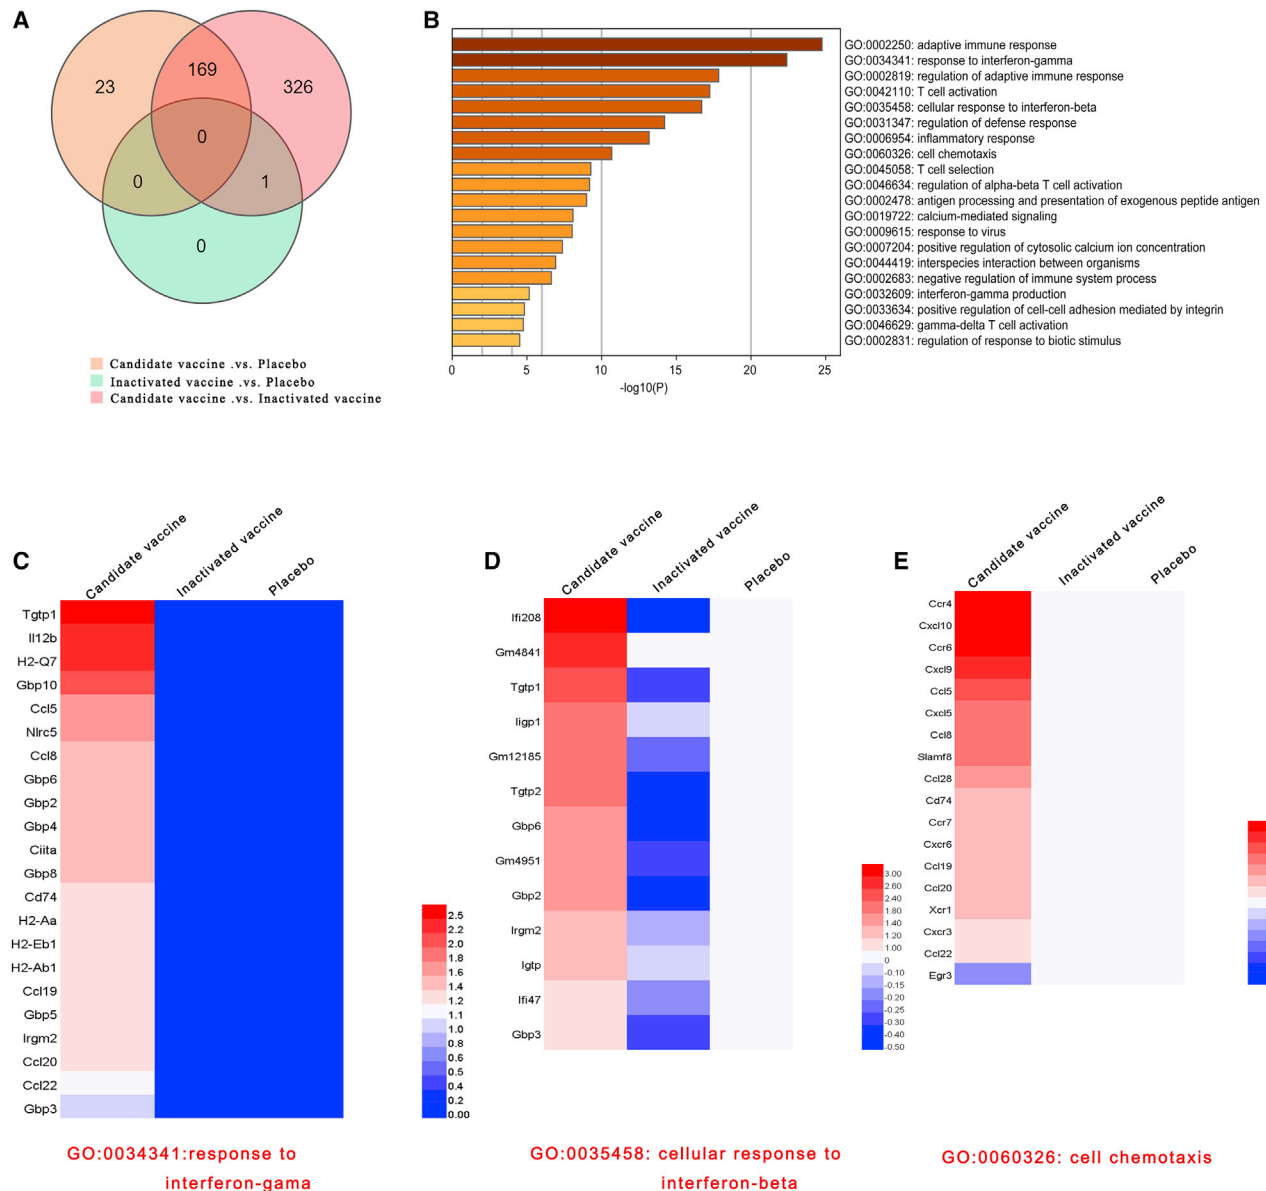 A
23
169
326
0
0
1
0
Candidate vaccine .vs. Placebo
Inactivated vaccine .vs. Placebo
Candidate vaccine .vs. Inactivated vaccine
B
GO:0002250: adaptive immune response
GO:0034341: response to interferon-gamma
GO:0002819: regulation of adaptive immune response
GO:0042110: T cell activation
GO:0035458: cellular response to interferon-beta
GO:0031347: regulation of defense response
GO:0006954: inflammatory response
GO:0060326: cell chemotaxis
GO:0045058: T cell selection
GO:0046634: regulation of alpha-beta T cell activation
GO:0002478: antigen processing and presentation of exogenous peptide antigen
GO:0019722: calcium-mediated signaling
GO:0009615: response to virus
GO:0007204: positive regulation of cytosolic calcium ion concentration
GO:0044419: interspecies interaction between organisms
GO:0002683: negative regulation of immune system process
GO:0032609: interferon-gamma production
GO:0033634: positive regulation of cell-cell adhesion mediated by integrin
GO:0046629: gamma-delta T cell activation
GO:0002831: regulation of response to biotic stimulus
0 5 10 15 20 25
-log10(P)
C
Candidate vaccine
Inactivated vaccine
Placebo
Tgtp1
Il12b
H2-Q7
Gbp10
Ccl5
Nlrc5
Ccl8
Gbp6
Gbp2
Gbp4
Ciita
Gbp8
Cd74
H2-Aa
H2-Eb1
H2-Ab1
Ccl19
Gbp5
Irgm2
Ccl20
Ccl22
Gbp3
2.5
2.2
2.0
1.8
1.6
1.4
1.2
1.1
1.0
0.8
0.6
0.5
0.4
0.2
0.00
GO:0034341:response to
interferon-gama
D
Candidate vaccine
Inactivated vaccine
Placebo
Ifi208
Gm4841
Tgtp1
Iigp1
Gm12185
Tgtp2
Gbp6
Gm4951
Gbp2
Irgm2
Igtp
Ifi47
Gbp3
3.00
2.60
2.40
1.80
1.40
1.20
1.00
0
-0.10
-0.15
-0.20
-0.25
-0.30
-0.40
-0.50
GO:0035458: cellular response to
interferon-beta
E
Candidate vaccine
Inactivated vaccine
Placebo
Ccr4
Cxcl10
Ccr6
Cxcl9
Ccl5
Cxcl5
Ccl8
Slamf8
Ccl28
Cd74
Ccr7
Cxcr6
Ccl19
Ccl20
Xcr1
Cxcr3
Ccl22
Egr3
GO:0060326: cell chemotaxis